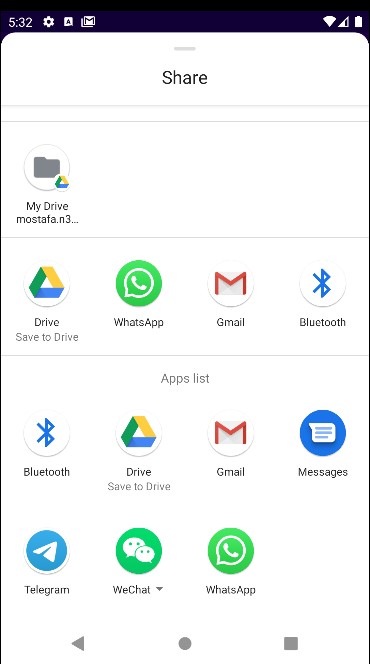 5:32
Share
My Drive
mostafa.n3...
Drive
WhatsApp
Gmail
Bluetooth
Save to Drive
Apps list
Bluetooth
Drive
Gmail
Messages
Save to Drive
Telegram
WeChat
WhatsApp